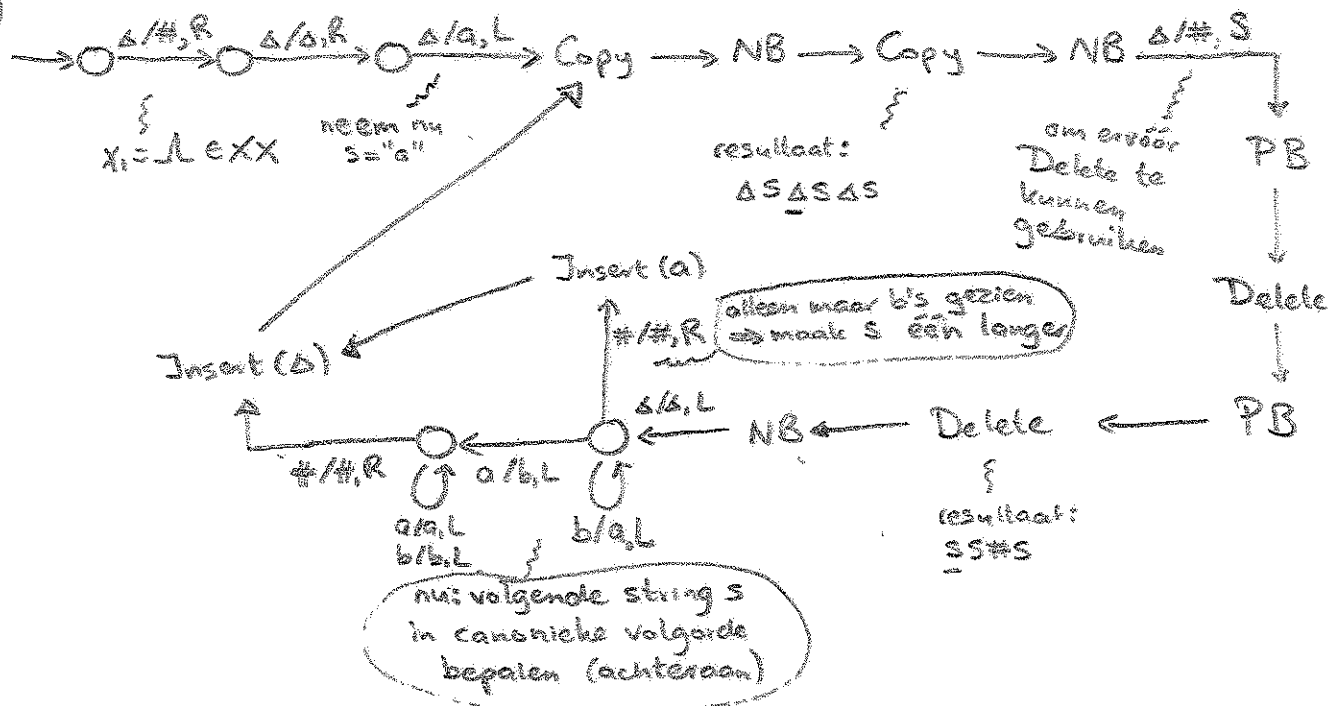 Δ/#,R Δ/Δ,R Δ/a,L Copy NB Copy NB Δ/#,S
x₁ = Λ ∈ XX
neem nu
s="a"
resultaat:
ΔSΔSΔS
om ervóór
Delete te
kunnen
gebruiken
PB
Insert (a)
Delete
#/#,R
alleen maar b's gezien
⇒ maak s één langer
Insert (Δ)
Δ/Δ,L NB Delete PB
#/#,R a/b,L
a/a,L
b/b,L
b/a,L
resultaat:
SS#S
nu: volgende string s
in canonieke volgorde
bepalen (achteraan)